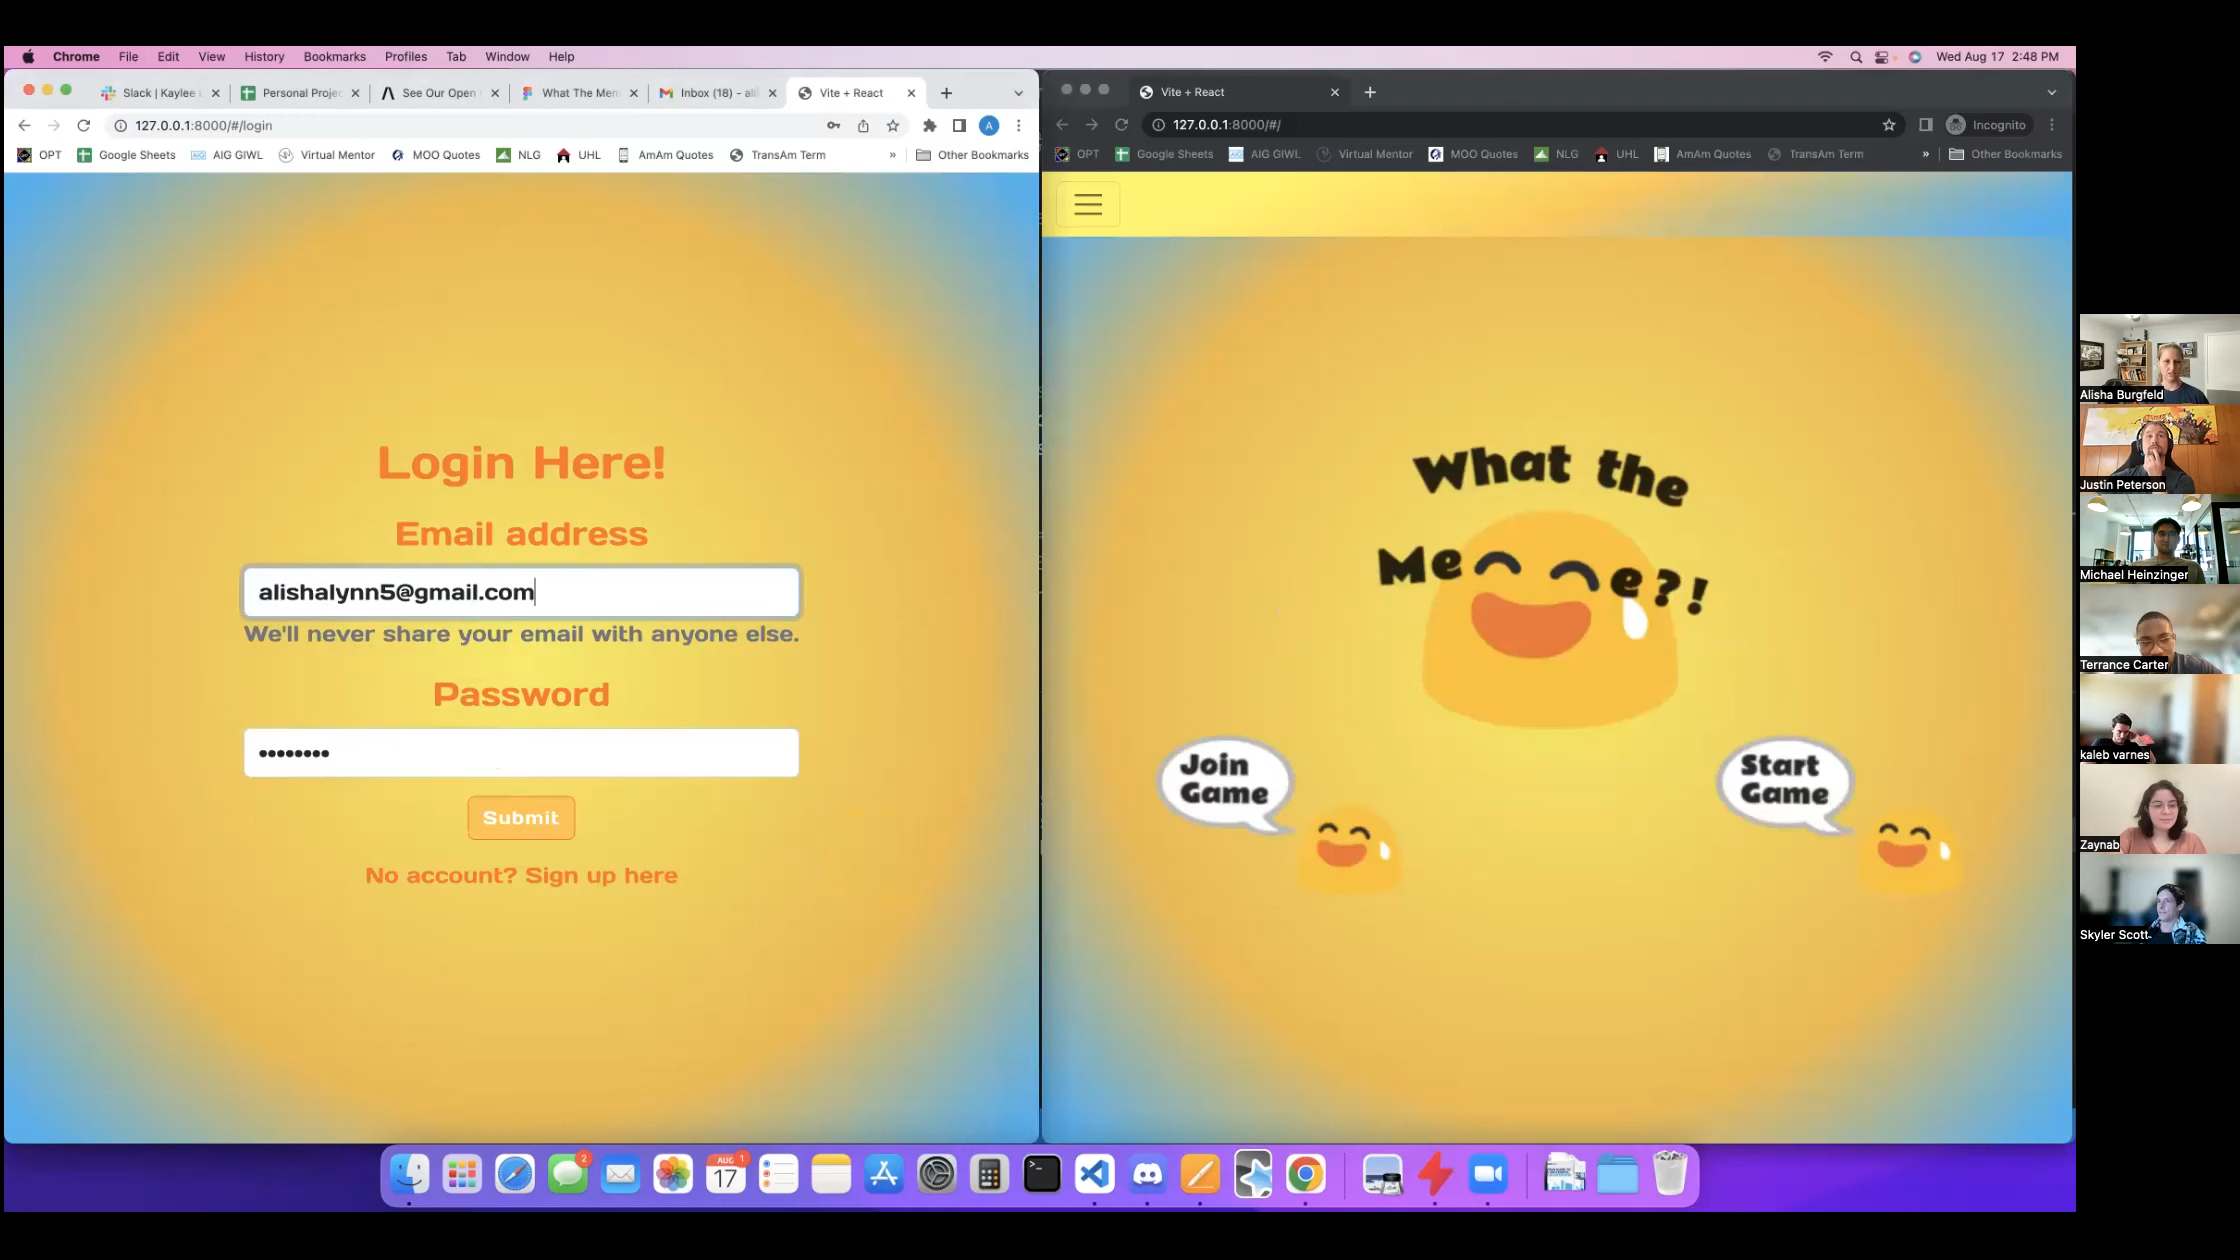 Chrome File Edit View History Bookmarks Profiles Tab Window Help
Wed Aug 17 2:48 PM
Slack | Kaylee
Personal Projec
See Our Open
What The Mem
Inbox (18) - ali
Vite + React
127.0.0.1:8000/#/login
OPT Google Sheets AIG GIWL Virtual Mentor MOO Quotes NLG UHL AmAm Quotes TransAm Term » Other Bookmarks
Login Here!
Email address
alishalynn5@gmail.com
We'll never share your email with anyone else.
Password
••••••••
Submit
No account? Sign up here
Vite + React
127.0.0.1:8000/#/
Incognito
OPT Google Sheets AIG GIWL Virtual Mentor MOO Quotes NLG UHL AmAm Quotes TransAm Term » Other Bookmarks
What the
Me e?!
Join
Game
Start
Game
Alisha Burgfeld
Justin Peterson
Michael Heinzinger
Terrance Carter
kaleb varnes
Zaynab
Skyler Scott
2
AUG 1
17